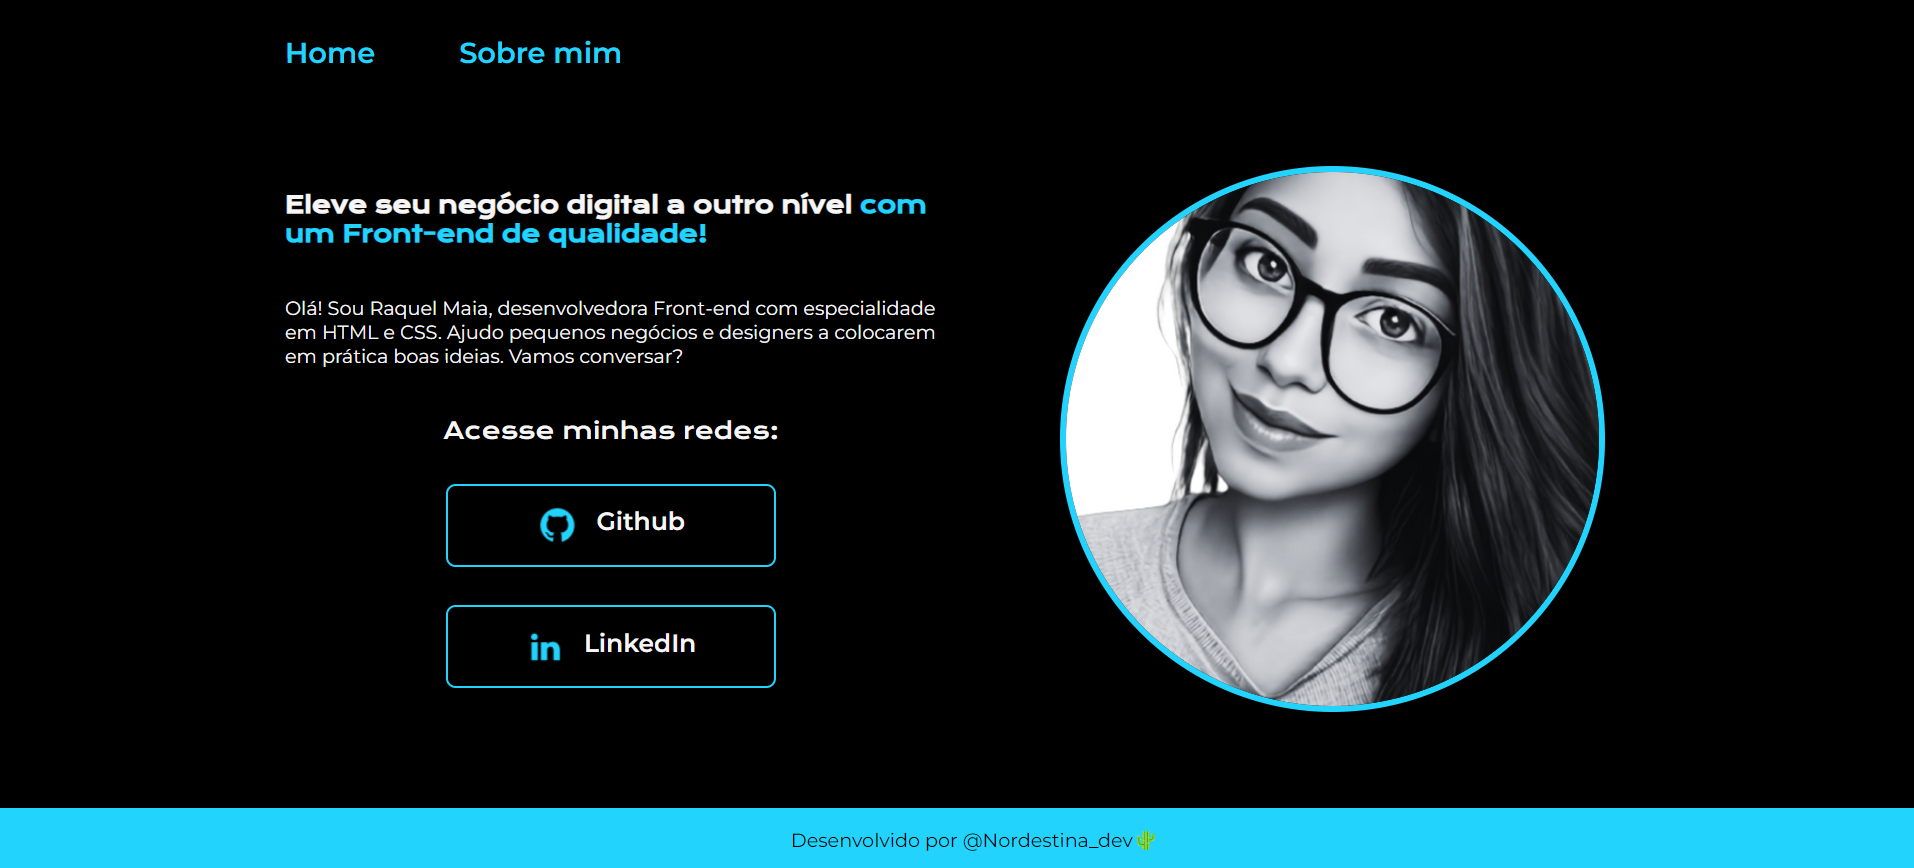 Home Sobre mim
Eleve seu negócio digital a outro nível com
um Front-end de qualidade!
Olá! Sou Raquel Maia, desenvolvedora Front-end com especialidade
em HTML e CSS. Ajudo pequenos negócios e designers a colocarem
em prática boas ideias. Vamos conversar?
Acesse minhas redes:
Github
in LinkedIn
Desenvolvido por @Nordestina_dev🌵